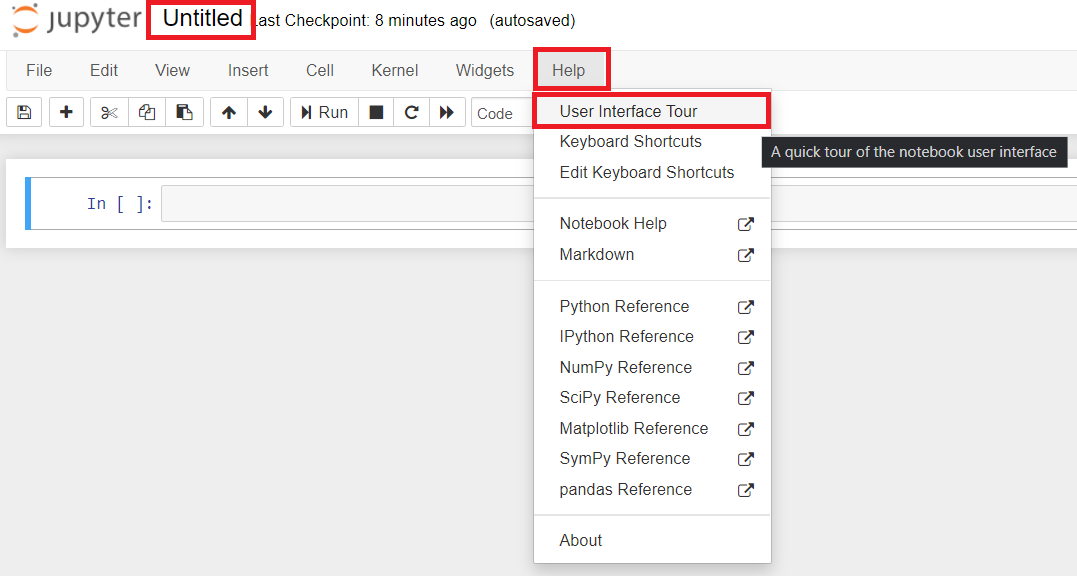 jupyter Untitled Last Checkpoint: 8 minutes ago (autosaved)
File Edit View Insert Cell Kernel Widgets Help
Run Code
User Interface Tour
A quick tour of the notebook user interface
Keyboard Shortcuts
Edit Keyboard Shortcuts
In [ ]:
Notebook Help
Markdown
Python Reference
IPython Reference
NumPy Reference
SciPy Reference
Matplotlib Reference
SymPy Reference
pandas Reference
About